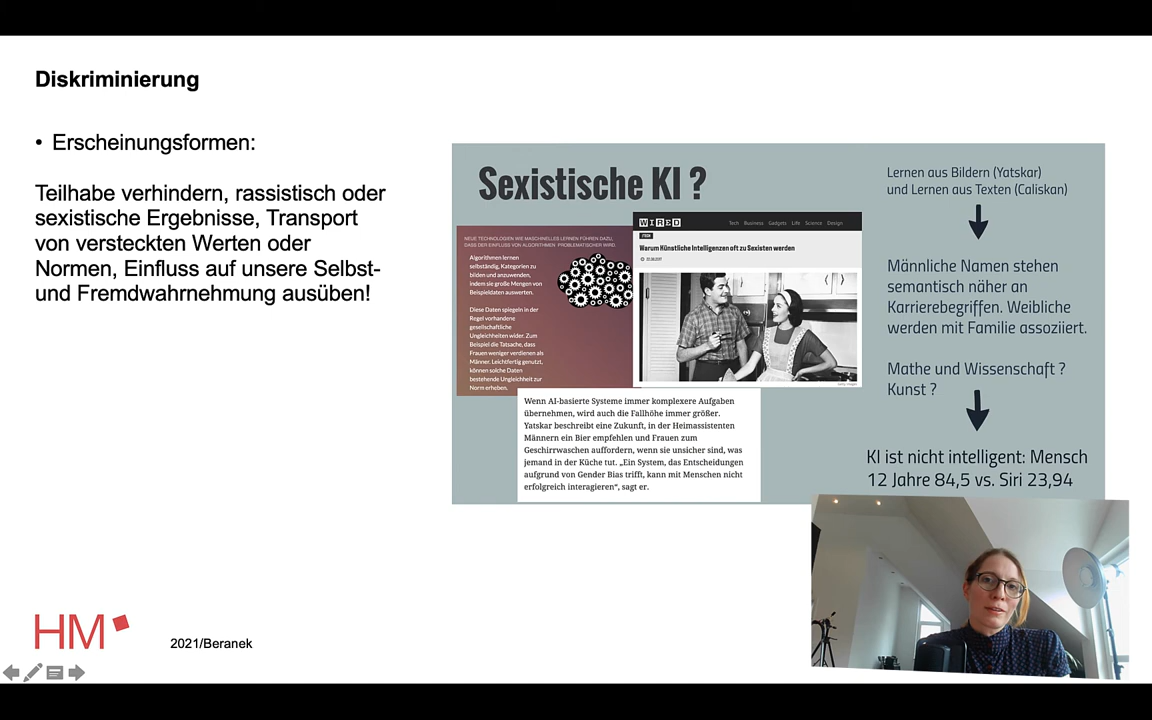 Diskriminierung
• Erscheinungsformen:
Teilhabe verhindern, rassistisch oder
sexistische Ergebnisse, Transport
von versteckten Werten oder
Normen, Einfluss auf unsere Selbst-
und Fremdwahrnehmung ausüben!
Sexistische KI ?
NEUE TECHNOLOGIEN WIE MASCHINELLES LERNEN FÜHREN DAZU,
DASS DER EINFLUSS VON ALGORITHMEN PROBLEMATISCHER WIRD.
Algorithmen lernen
selbständig, Kategorien zu
bilden und anzuwenden,
indem sie große Mengen von
Beispieldaten auswerten.
Diese Daten spiegeln in der
Regel vorhandene
gesellschaftliche
Ungleichheiten wider. Zum
Beispiel die Tatsache, dass
Frauen weniger verdienen als
Männer. Leichtfertig genutzt,
können solche Daten
bestehende Ungleichheit zur
Norm erheben.
WIRED
Tech Business Gadgets Life Science Design
Warum Künstliche Intelligenzen oft zu Sexisten werden
Getty Images
Wenn AI-basierte Systeme immer komplexere Aufgaben
übernehmen, wird auch die Fallhöhe immer größer.
Yatskar beschreibt eine Zukunft, in der Heimassistenten
Männern ein Bier empfehlen und Frauen zum
Geschirrwaschen auffordern, wenn sie unsicher sind, was
jemand in der Küche tut. „Ein System, das Entscheidungen
aufgrund von Gender Bias trifft, kann mit Menschen nicht
erfolgreich interagieren“, sagt er.
Lernen aus Bildern (Yatskar)
und Lernen aus Texten (Caliskan)
Männliche Namen stehen
semantisch näher an
Karrierebegriffen. Weibliche
werden mit Familie assoziiert.
Mathe und Wissenschaft ?
Kunst ?
KI ist nicht intelligent: Mensch
12 Jahre 84,5 vs. Siri 23,94
HM
2021/Beranek